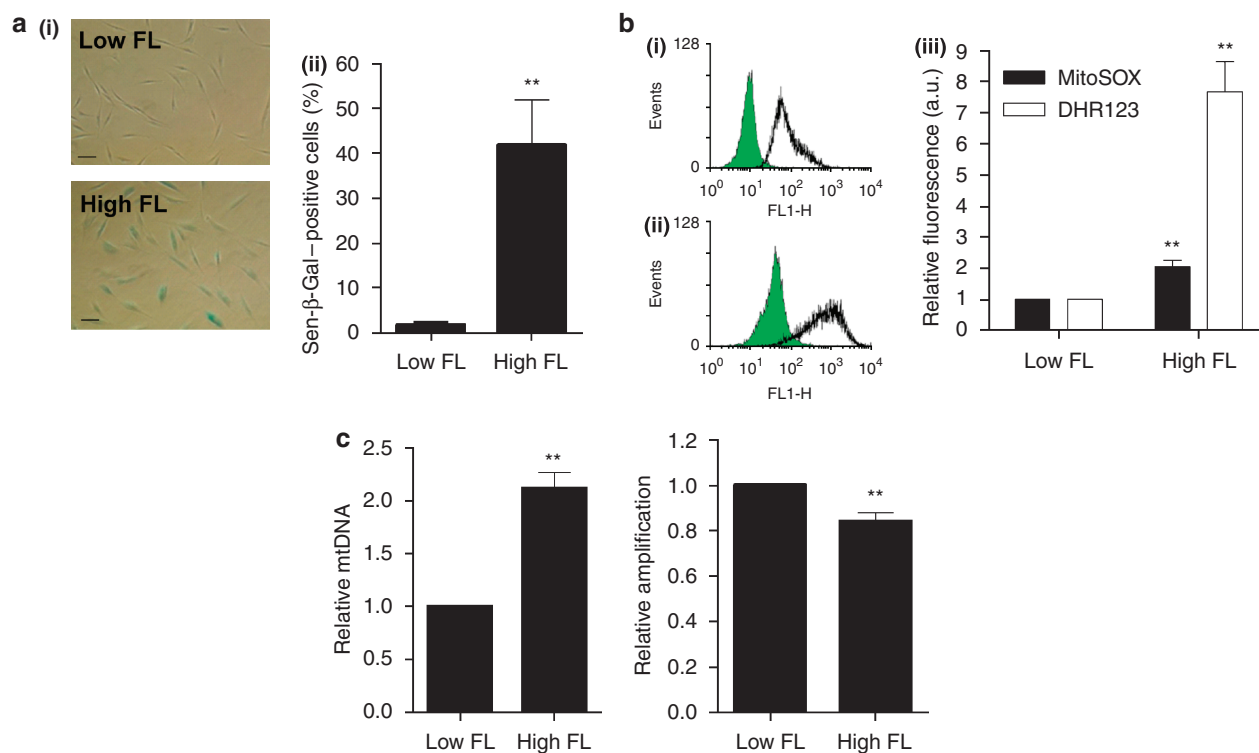 a (i)
Low FL
High FL
(ii)
Sen-β-Gal–positive cells (%)
60
50
40
30
20
10
0
**
Low FL High FL
b (i)
128
Events
0
10⁰ 10¹ 10² 10³ 10⁴
FL1-H
(ii)
128
Events
0
10⁰ 10¹ 10² 10³ 10⁴
FL1-H
(iii)
Relative fluorescence (a.u.)
9
8
7
6
5
4
3
2
1
0
MitoSOX
DHR123
**
**
Low FL High FL
c
Relative mtDNA
2.5
2.0
1.5
1.0
0.5
0.0
**
Low FL High FL
Relative amplification
1.2
1.0
0.8
0.6
0.4
0.2
0.0
**
Low FL High FL